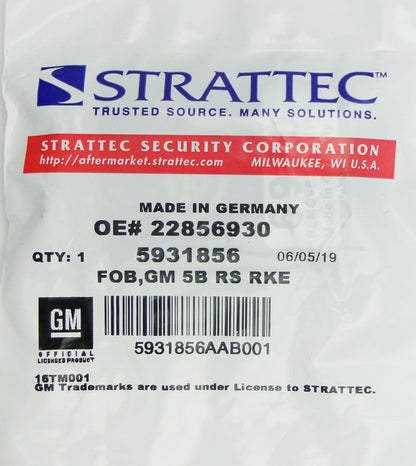 STRATTEC™
TRUSTED SOURCE. MANY SOLUTIONS.
STRATTEC SECURITY CORPORATION
http://aftermarket.strattec.com MILWAUKEE, WI U.S.A.
MADE IN GERMANY
OE# 22856930
QTY: 1 5931856 06/05/19
FOB,GM 5B RS RKE
GM
5931856AAB001
OFFICIAL
LICENSED PRODUCT
16TM001
GM Trademarks are used under License to STRATTEC.